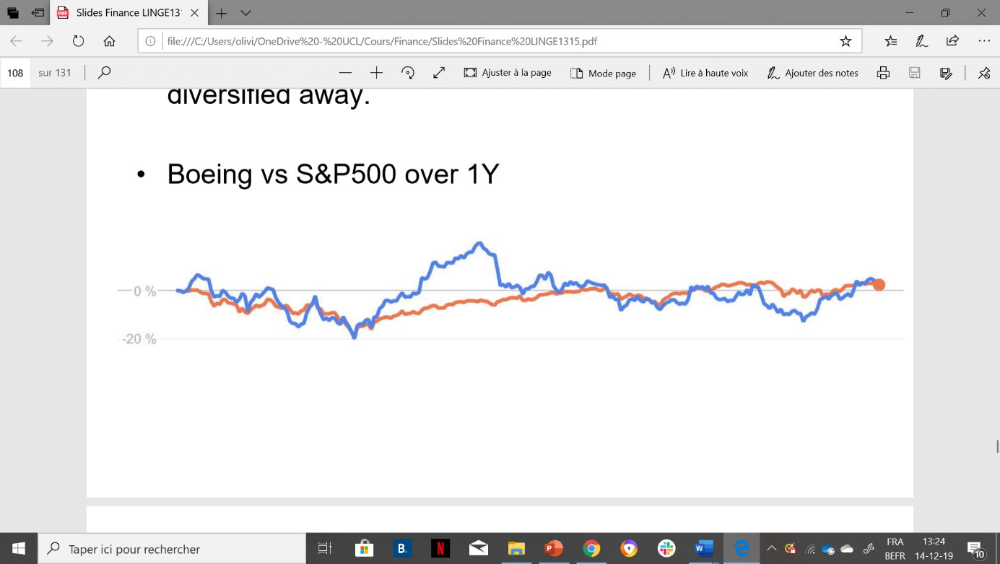 Slides Finance LINGE13
file:///C:/Users/olivi/OneDrive%20-%20UCL/Cours/Finance/Slides%20Finance%20LINGE1315.pdf
108 sur 131 Ajuster à la page Mode page Lire à haute voix Ajouter des notes
diversified away.
• Boeing vs S&P500 over 1Y
0 %
-20 %
Taper ici pour rechercher
B.
N
P
W
FRA
BEFR
13:24
14-12-19
10